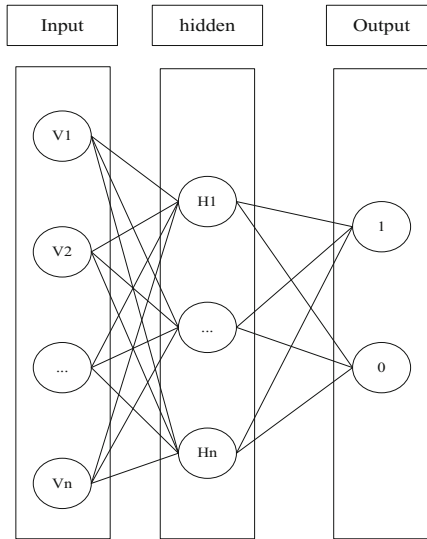 Input
hidden
Output
V1
V2
...
Vn
H1
...
Hn
1
0